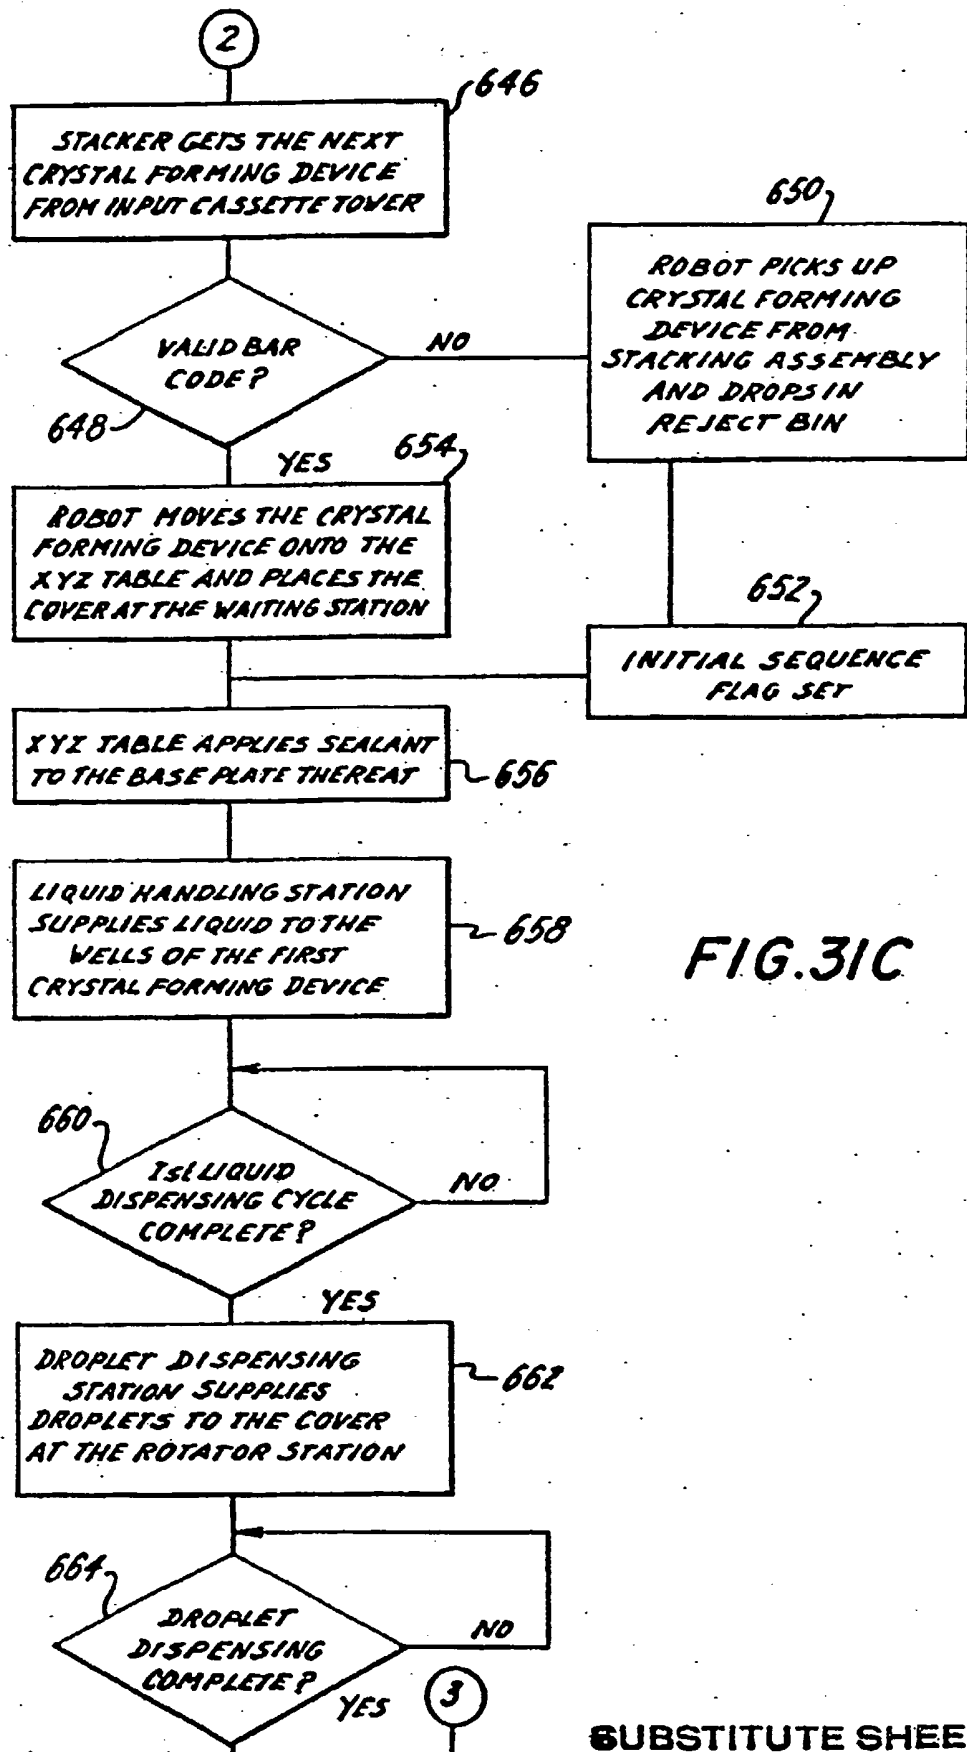 2
646
STACKER GETS THE NEXT
CRYSTAL FORMING DEVICE
FROM INPUT CASSETTE TOWER
650
ROBOT PICKS UP
CRYSTAL FORMING
DEVICE FROM
STACKING ASSEMBLY
AND DROPS IN
REJECT BIN
VALID BAR
CODE?
NO
648
YES
654
ROBOT MOVES THE CRYSTAL
FORMING DEVICE ONTO THE
XYZ TABLE AND PLACES THE
COVER AT THE WAITING STATION
652
INITIAL SEQUENCE
FLAG SET
XYZ TABLE APPLIES SEALANT
TO THE BASE PLATE THEREAT
656
LIQUID HANDLING STATION
SUPPLIES LIQUID TO THE
WELLS OF THE FIRST
CRYSTAL FORMING DEVICE
658
FIG.31C
660
1st LIQUID
DISPENSING CYCLE
COMPLETE?
NO
YES
DROPLET DISPENSING
STATION SUPPLIES
DROPLETS TO THE COVER
AT THE ROTATOR STATION
662
664
DROPLET
DISPENSING
COMPLETE?
NO
YES
3
SUBSTITUTE SHEE